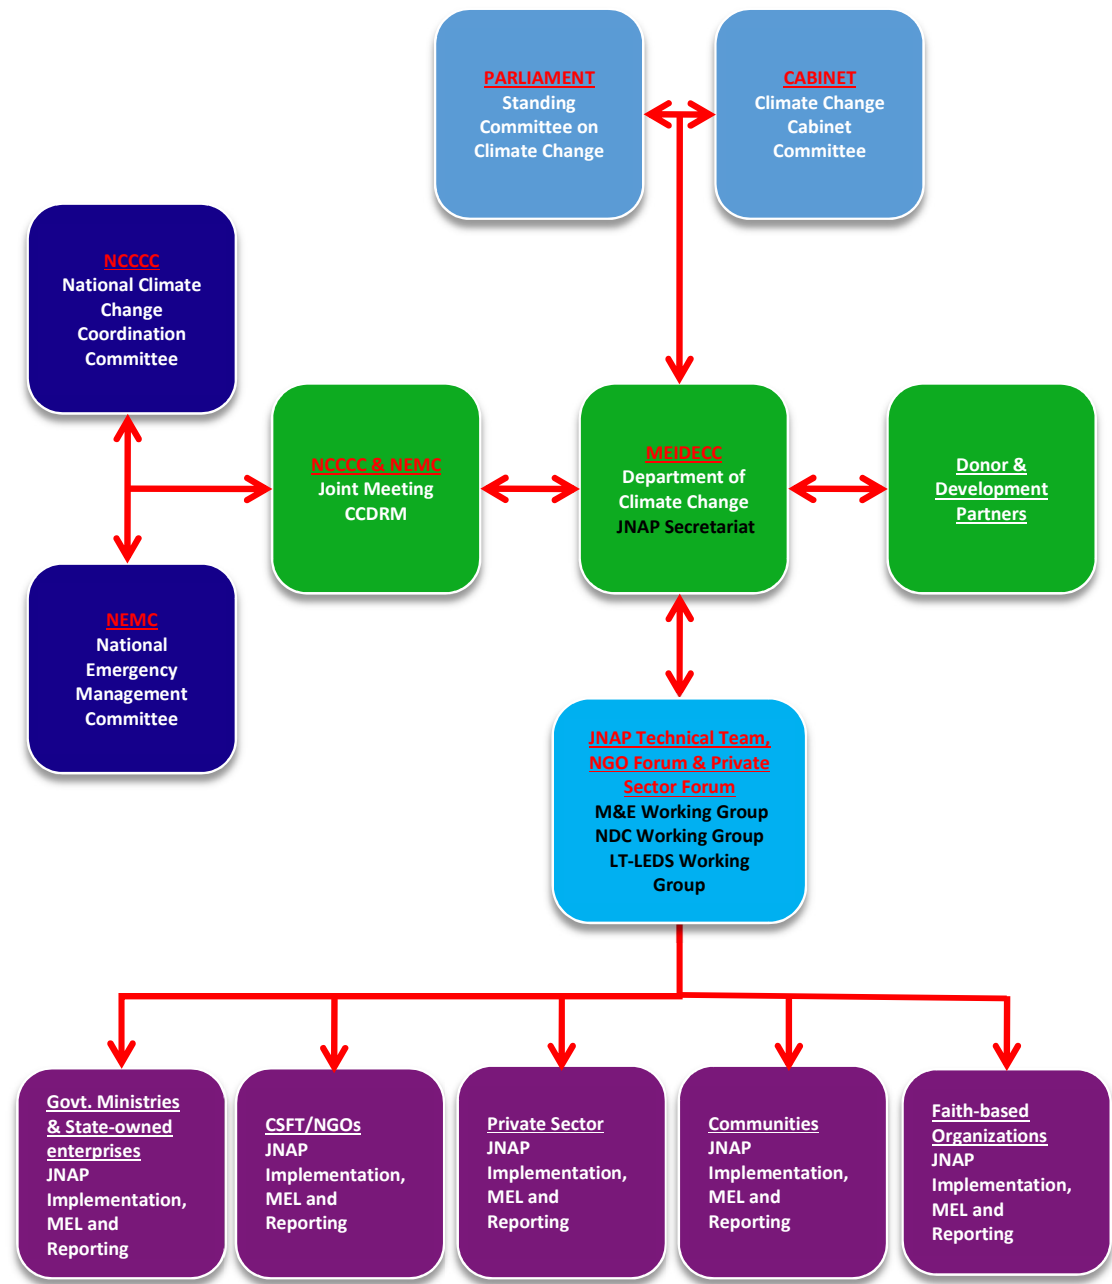 PARLIAMENT
Standing
Committee on
Climate Change
CABINET
Climate Change
Cabinet
Committee
NCCCC
National Climate
Change
Coordination
Committee
NCCCC & NEMC
Joint Meeting
CCDRM
MEIDECC
Department of
Climate Change
JNAP Secretariat
Donor &
Development
Partners
NEMC
National
Emergency
Management
Committee
JNAP Technical Team,
NGO Forum & Private
Sector Forum
M&E Working Group
NDC Working Group
LT-LEDS Working
Group
Govt. Ministries
& State-owned
enterprises
JNAP
Implementation,
MEL and
Reporting
CSFT/NGOs
JNAP
Implementation,
MEL and
Reporting
Private Sector
JNAP
Implementation,
MEL and
Reporting
Communities
JNAP
Implementation,
MEL and
Reporting
Faith-based
Organizations
JNAP
Implementation,
MEL and
Reporting